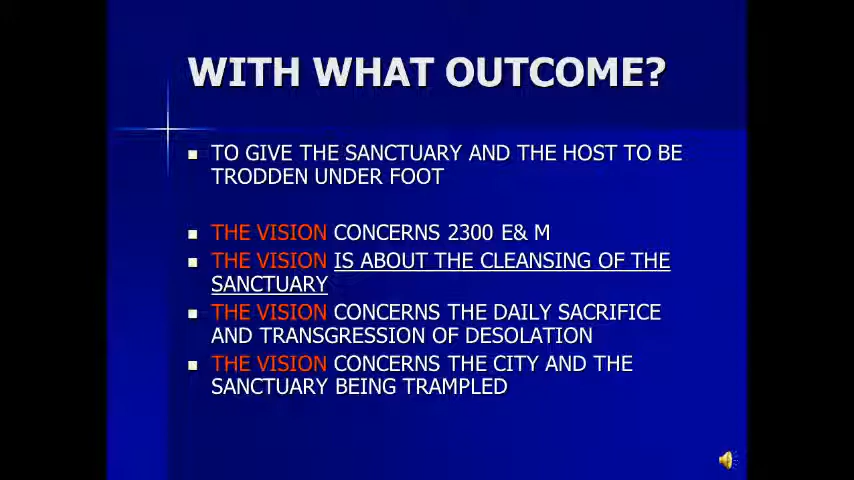 WITH WHAT OUTCOME?
TO GIVE THE SANCTUARY AND THE HOST TO BE
TRODDEN UNDER FOOT
THE VISION CONCERNS 2300 E& M
THE VISION IS ABOUT THE CLEANSING OF THE
SANCTUARY
THE VISION CONCERNS THE DAILY SACRIFICE
AND TRANSGRESSION OF DESOLATION
THE VISION CONCERNS THE CITY AND THE
SANCTUARY BEING TRAMPLED